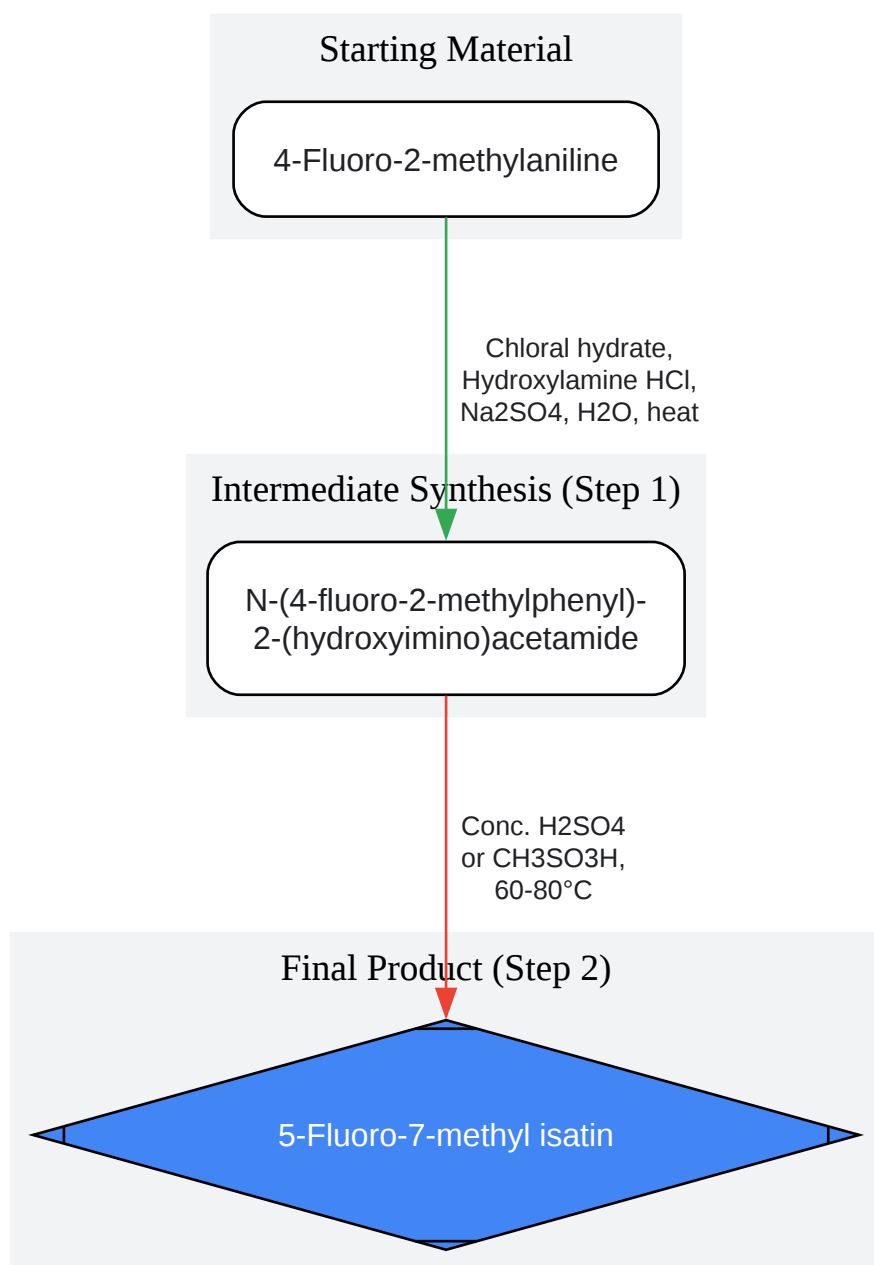 Starting Material
4-Fluoro-2-methylaniline
Chloral hydrate,
Hydroxylamine HCl,
Na2SO4, H2O, heat
Intermediate Synthesis (Step 1)
N-(4-fluoro-2-methylphenyl)-
2-(hydroxyimino)acetamide
Conc. H2SO4
or CH3SO3H,
60-80°C
Final Product (Step 2)
5-Fluoro-7-methyl isatin